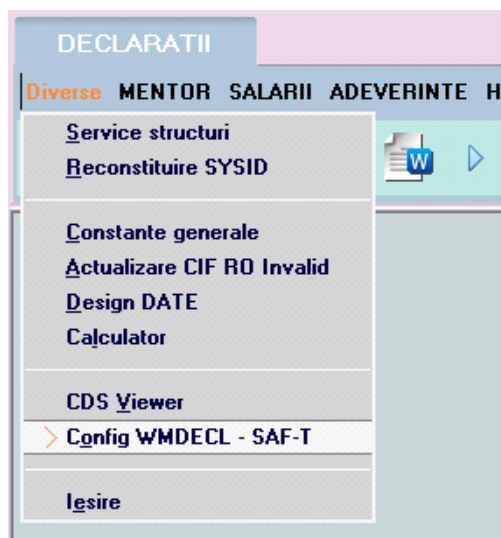 DECLARATII
Diverse MENTOR SALARII ADEVERINTE H
W
Service structuri
Reconstituire SYSID
Constante generale
Actualizare CIF RO Invalid
Design DATE
Calculator
CDS Viewer
Config WMDECL - SAF-T
Iesire